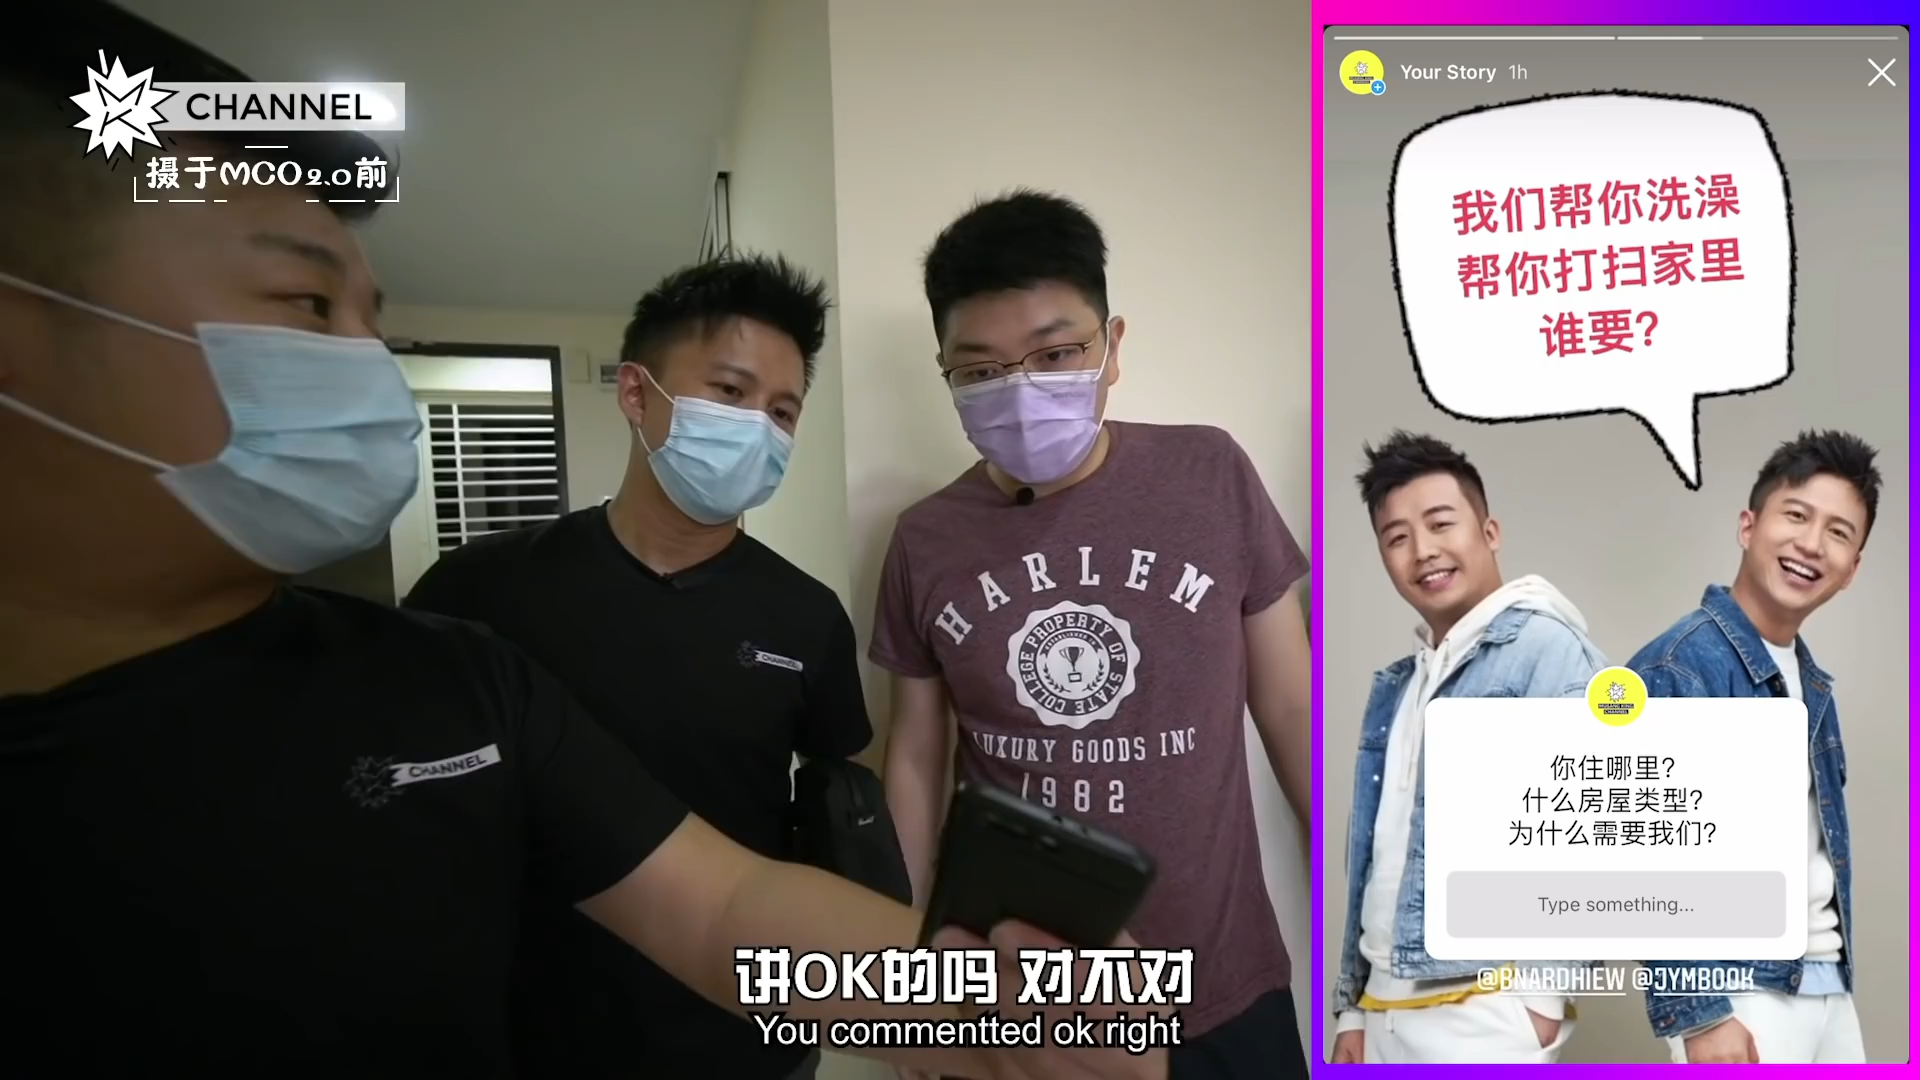 CHANNEL
摄于MCO2.0前
CHANNEL
CHANNEL
HARLEM
PROPERTY OF STATE COLLEGE
LUXURY GOODS INC
1982
讲OK的吗 对不对
You commentted ok right
Your Story 1h
我们帮你洗澡
帮你打扫家里
谁要?
你住哪里?
什么房屋类型?
为什么需要我们?
Type something...
@BNARDHIEW @JYMBOOK